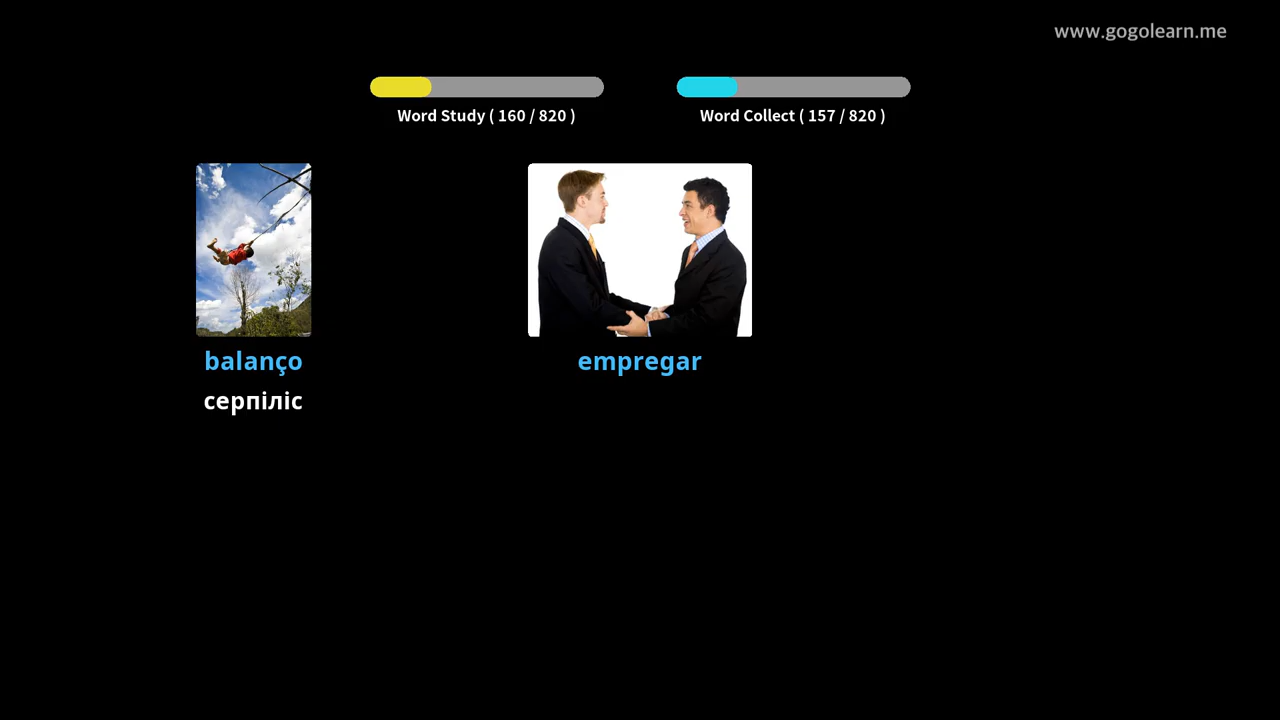 www.gogolearn.me
Word Study ( 160 / 820 )
Word Collect ( 157 / 820 )
balanço
серпіліс
empregar